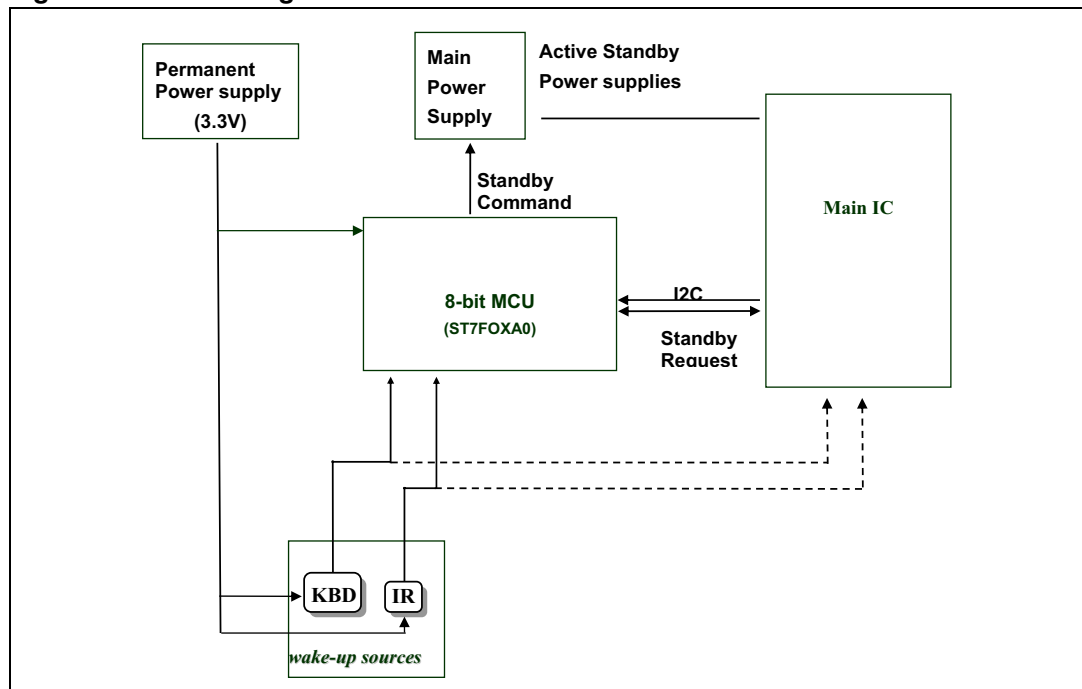 Permanent
Power supply
(3.3V)
Main
Power
Supply
Active Standby
Power supplies
Standby
Command
Main IC
8-bit MCU
(ST7FOXA0)
I2C
Standby
Request
KBD
IR
wake-up sources